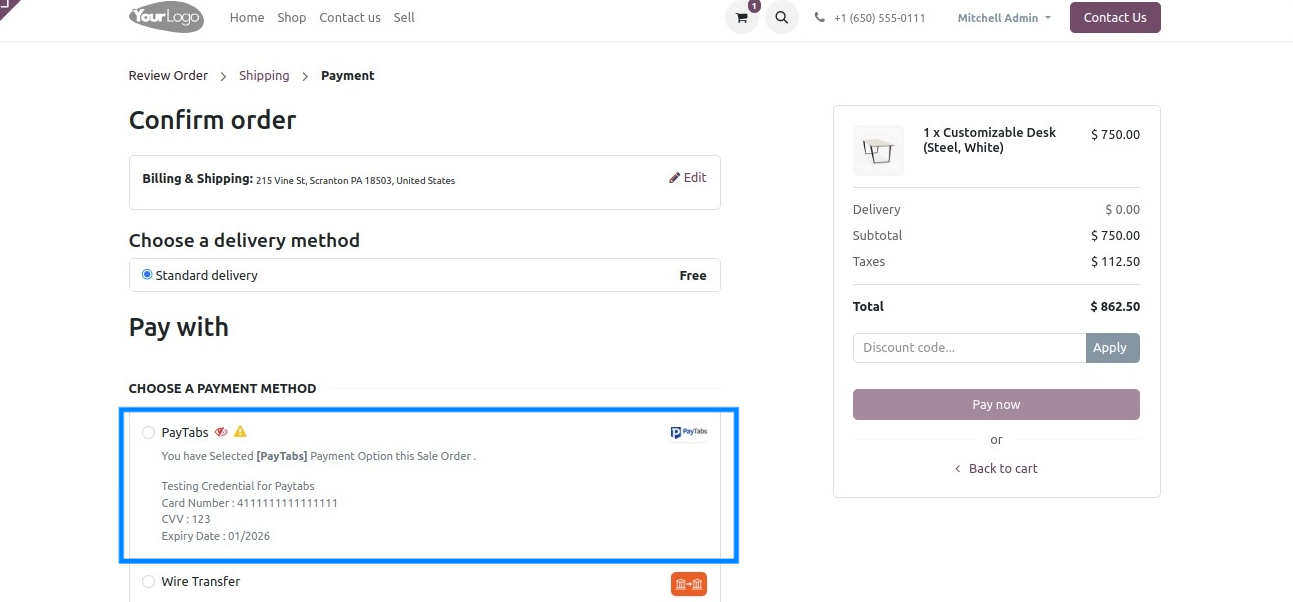 YourLogo
Home Shop Contact us Sell
1
+1 (650) 555-0111
Mitchell Admin
Contact Us
Review Order > Shipping > Payment
Confirm order
Billing & Shipping: 215 Vine St, Scranton PA 18503, United States
Edit
Choose a delivery method
Standard delivery Free
Pay with
CHOOSE A PAYMENT METHOD
PayTabs
PayTabs
You have Selected [PayTabs] Payment Option this Sale Order .
Testing Credential for Paytabs
Card Number : 4111111111111111
CVV : 123
Expiry Date : 01/2026
Wire Transfer
1 x Customizable Desk
(Steel, White)
$ 750.00
Delivery $ 0.00
Subtotal $ 750.00
Taxes $ 112.50
Total $ 862.50
Discount code...
Apply
Pay now
or
< Back to cart